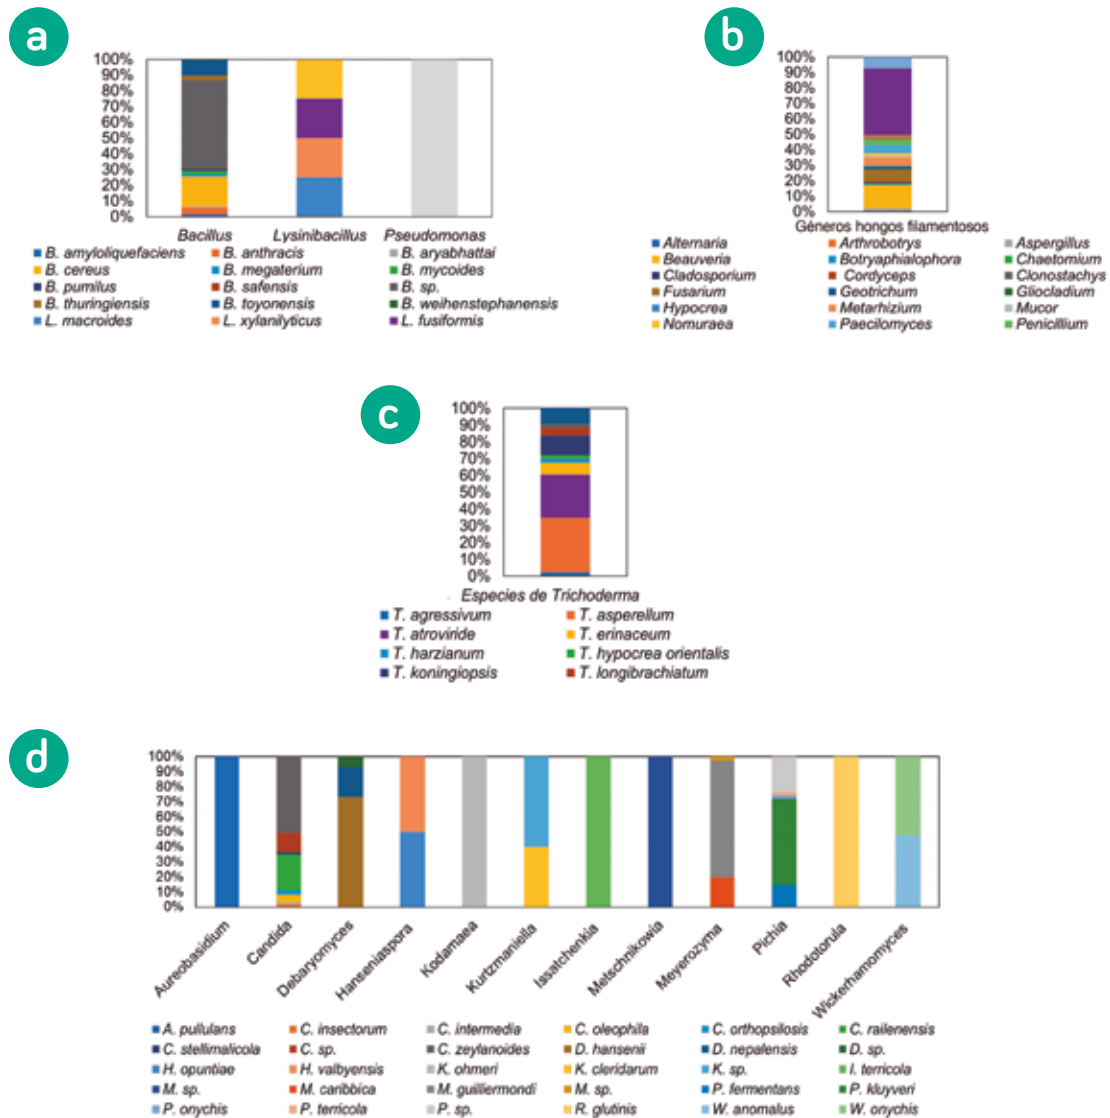 a
100%
90%
80%
70%
60%
50%
40%
30%
20%
10%
0%
Bacillus Lysinibacillus Pseudomonas
B. amyloliquefaciens B. anthracis B. aryabhattai
B. cereus B. megaterium B. mycoides
B. pumilus B. safensis B. sp.
B. thuringiensis B. toyonensis B. weihenstephanensis
L. macroides L. xylanilyticus L. fusiformis
b
100%
90%
80%
70%
60%
50%
40%
30%
20%
10%
0%
Géneros hongos filamentosos
Alternaria Arthrobotrys Aspergillus
Beauveria Botryaphialophora Chaetomium
Cladosporium Cordyceps Clonostachys
Fusarium Geotrichum Gliocladium
Hypocrea Metarhizium Mucor
Nomuraea Paecilomyces Penicillium
c
100%
90%
80%
70%
60%
50%
40%
30%
20%
10%
0%
Especies de Trichoderma
T. agressivum T. asperellum
T. atroviride T. erinaceum
T. harzianum T. hypocrea orientalis
T. koningiopsis T. longibrachiatum
d
100%
90%
80%
70%
60%
50%
40%
30%
20%
10%
0%
Aureobasidium Candida Debaryomyces Hanseniaspora Kodamaea Kurtzmaniella Issatchenkia Metschnikowia Meyerozyma Pichia Rhodotorula Wickerhamomyces
A. pullulans C. insectorum C. intermedia C. oleophila C. orthopsilosis C. railenensis
C. stellimalicola C. sp. C. zeylanoides D. hansenii D. nepalensis D. sp.
H. opuntiae H. valbyensis K. ohmeri K. cleridarum K. sp. I. terricola
M. sp. M. caribbica M. guilliermondi M. sp. P. fermentans P. kluyveri
P. onychis P. terricola P. sp. R. glutinis W. anomalus W. onychis